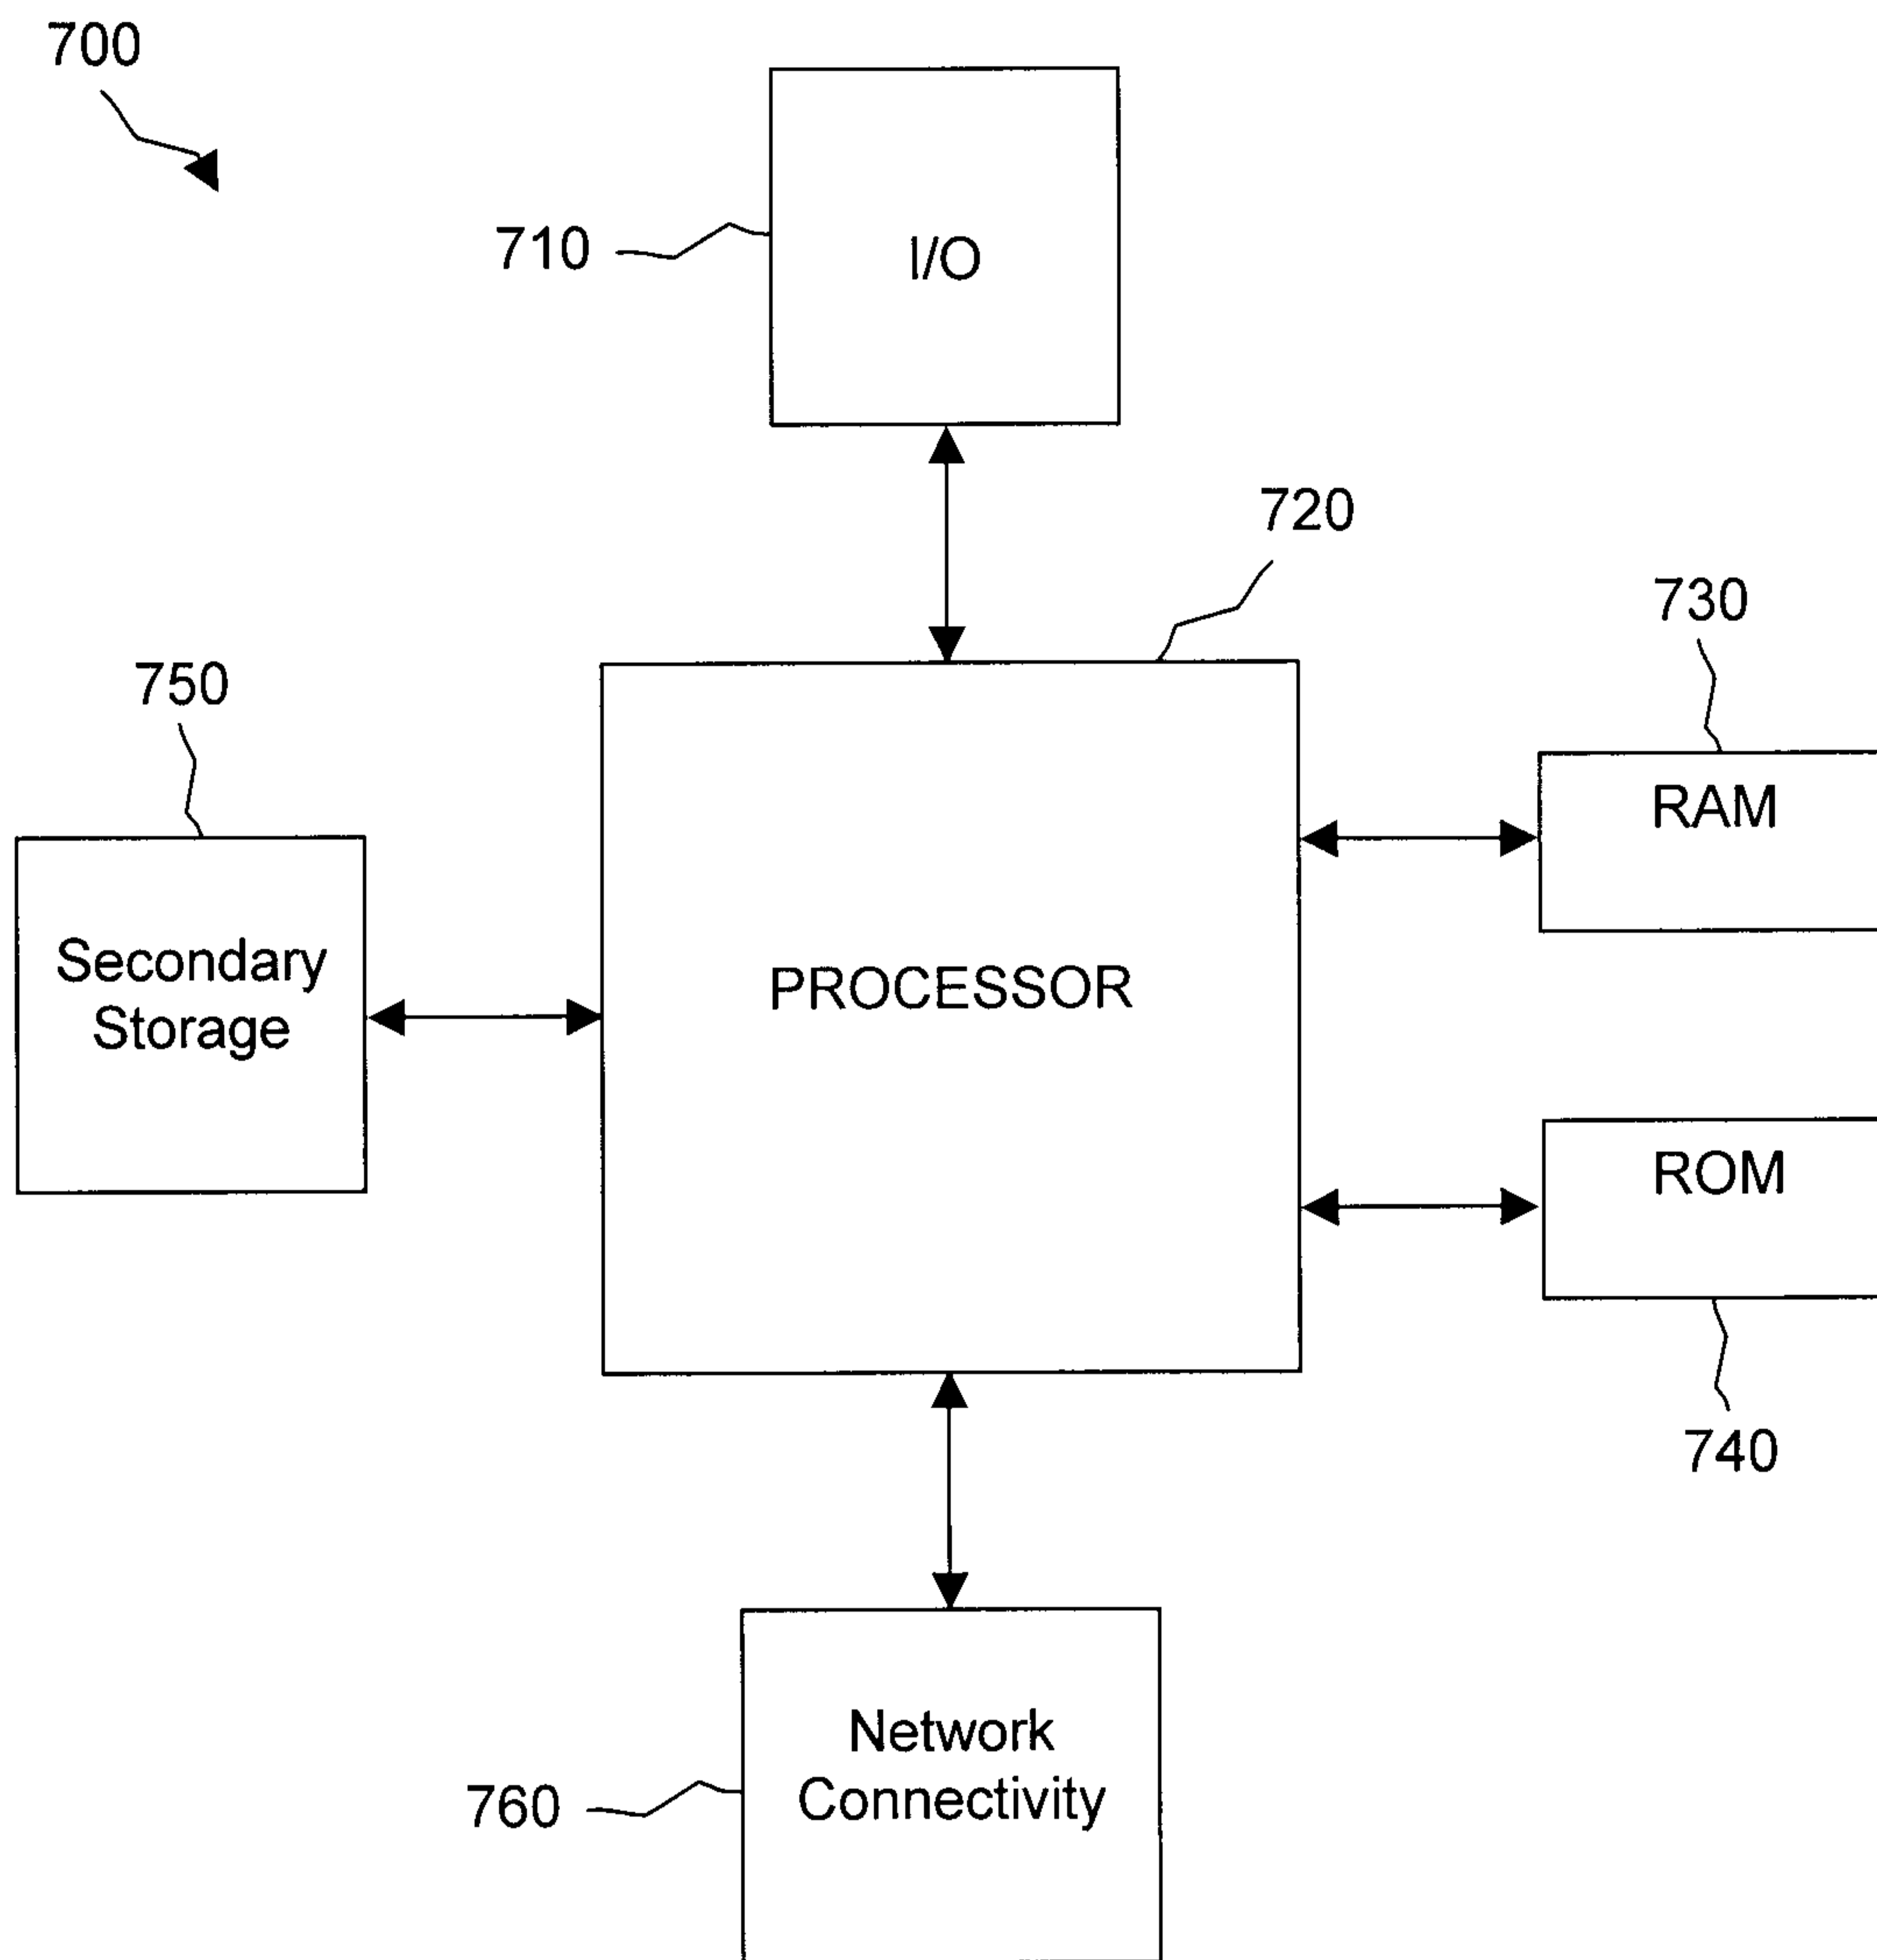 700
710
I/O
720
730
RAM
750
Secondary
Storage
PROCESSOR
ROM
740
Network
Connectivity
760